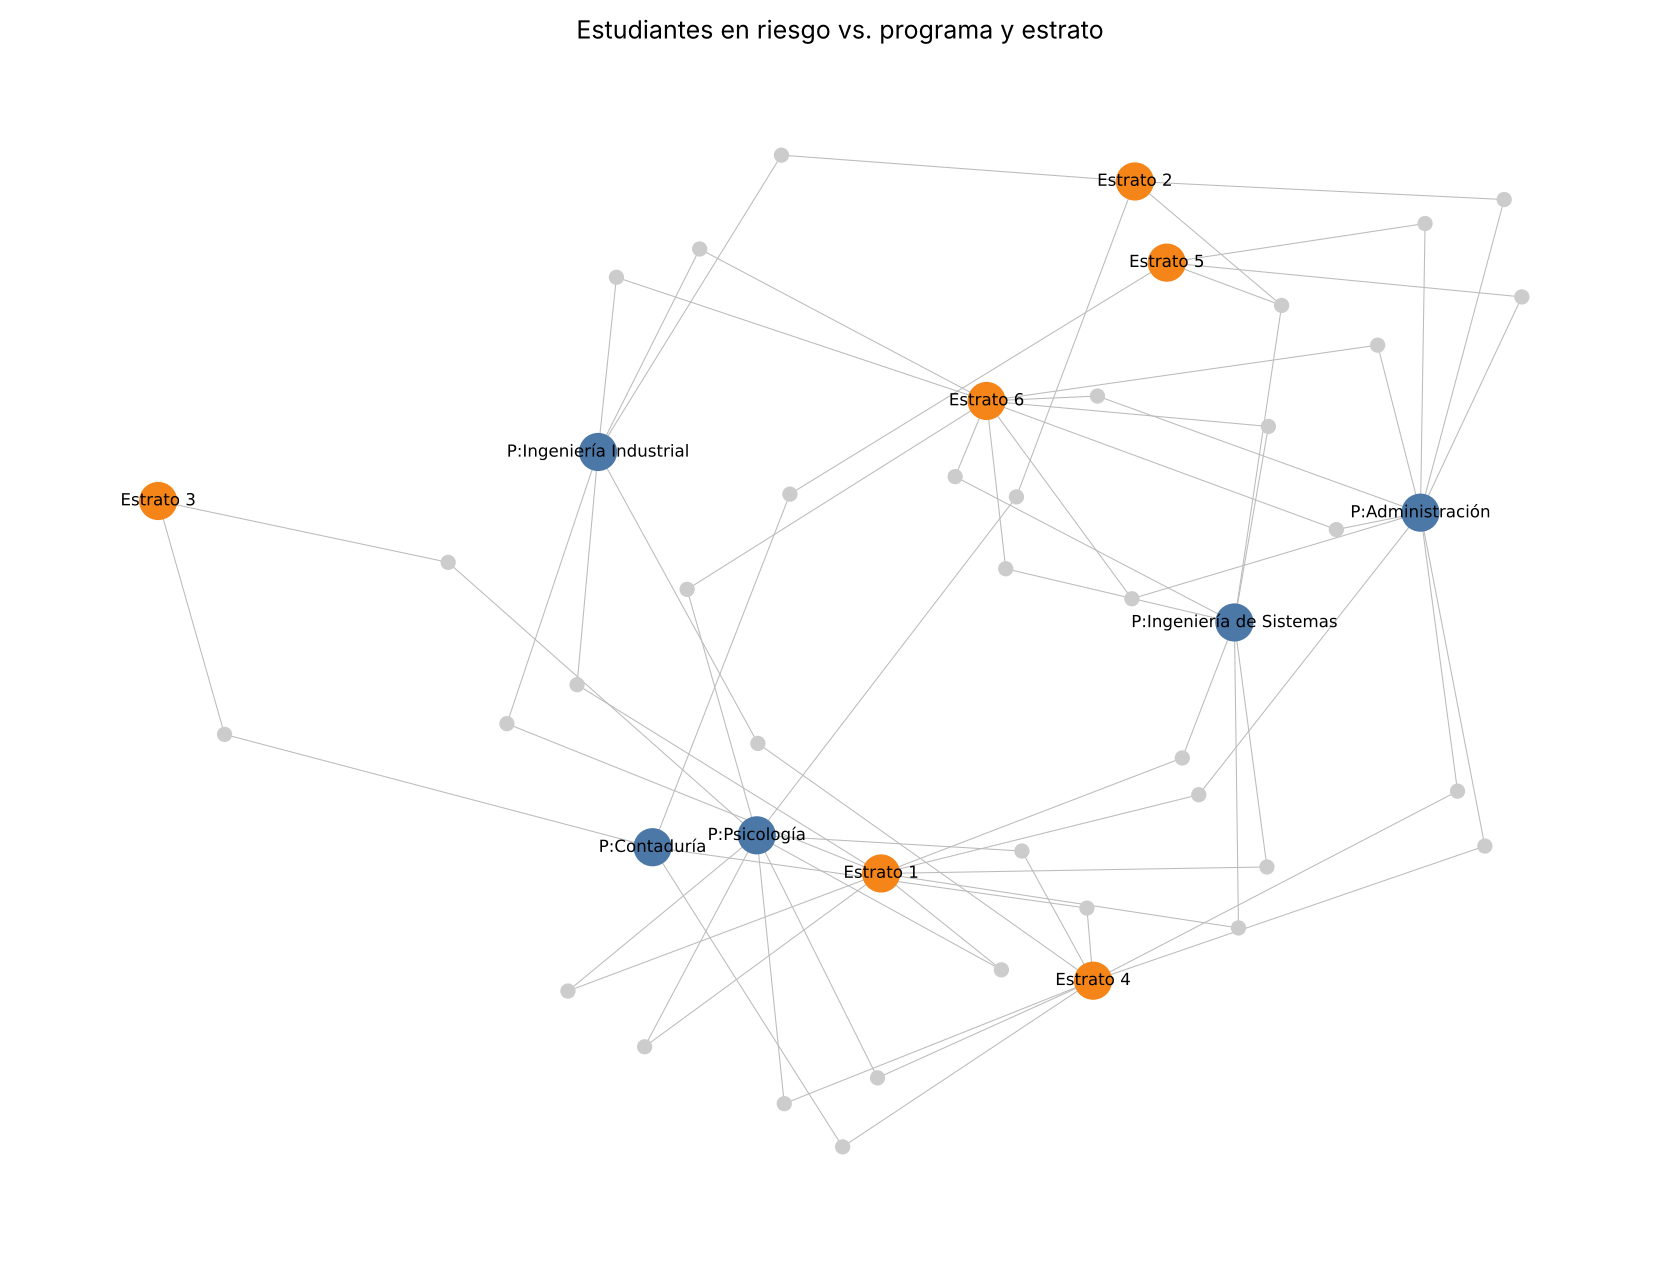 Estudiantes en riesgo vs. programa y estrato
Estrato 2
Estrato 5
Estrato 6
P:Ingeniería Industrial
Estrato 3
P:Administración
P:Ingeniería de Sistemas
P:Psicología
P:Contaduría
Estrato 1
Estrato 4